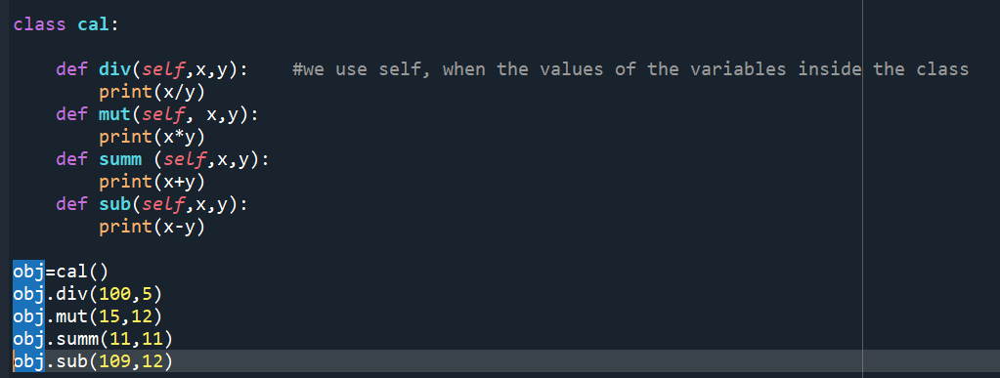 class cal:
    def div(self,x,y):    #we use self, when the values of the variables inside the class
        print(x/y)
    def mut(self, x,y):
        print(x*y)
    def summ (self,x,y):
        print(x+y)
    def sub(self,x,y):
        print(x-y)
obj=cal()
obj.div(100,5)
obj.mut(15,12)
obj.summ(11,11)
obj.sub(109,12)